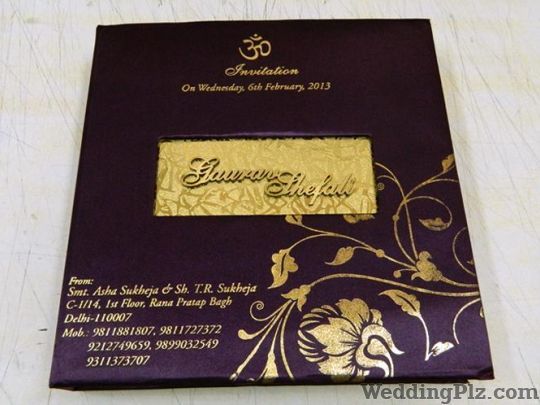 ॐ
Invitation
On Wednesday, 6th February, 2013
Gaurav
Shefali
From:
Smt. Asha Sukheja & Sh. T.R. Sukheja
C-1/14, 1st Floor, Rana Pratap Bagh
Delhi-110007
Mob.: 9811881807, 9811727372
9212749659, 9899032549
9311373707
WeddingPlz.com